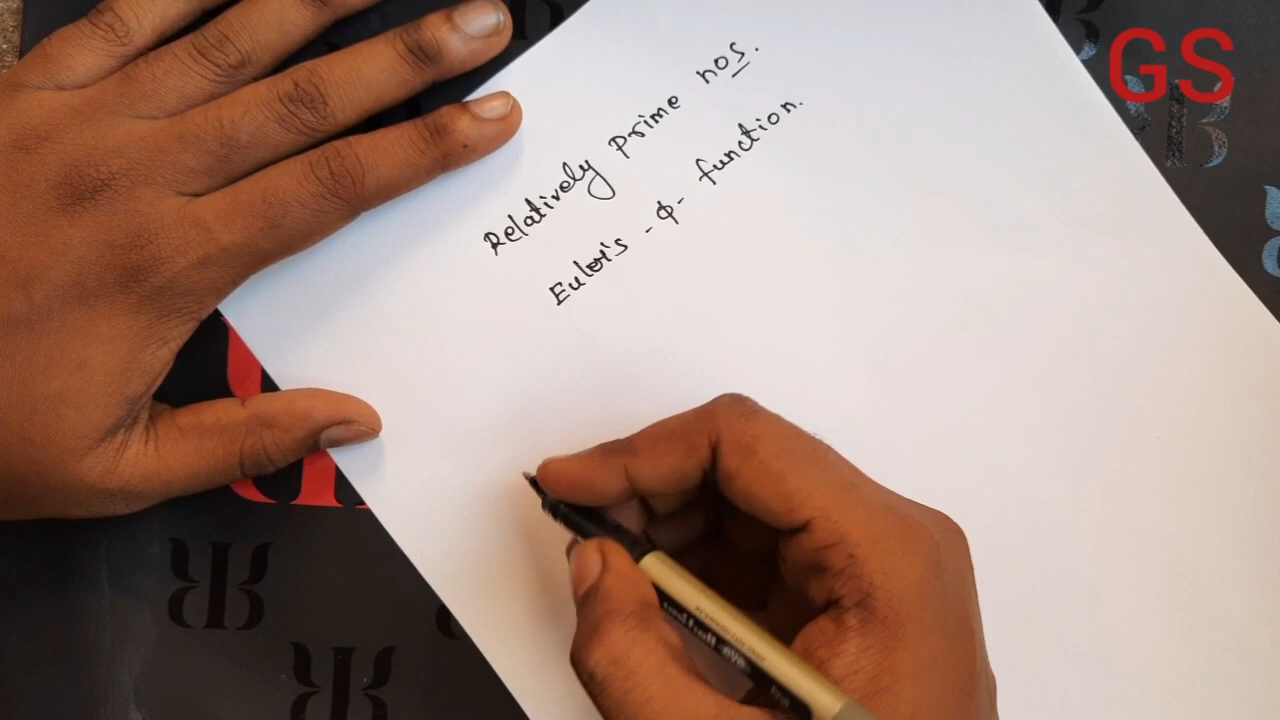 GS
Relatively prime nos.
Euler's - φ - function.